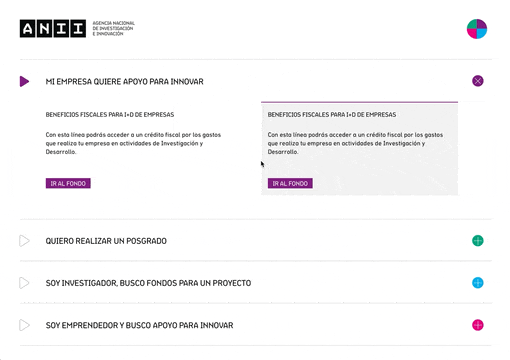 ANII
AGENCIA NACIONAL
DE INVESTIGACIÓN
E INNOVACIÓN
MI EMPRESA QUIERE APOYO PARA INNOVAR
BENEFICIOS FISCALES PARA I+D DE EMPRESAS
Con esta línea podrás acceder a un crédito fiscal por los gastos
que realiza tu empresa en actividades de Investigación y
Desarrollo.
IR AL FONDO
BENEFICIOS FISCALES PARA I+D DE EMPRESAS
Con esta línea podrás acceder a un crédito fiscal por los gastos
que realiza tu empresa en actividades de Investigación y
Desarrollo.
IR AL FONDO
QUIERO REALIZAR UN POSGRADO
SOY INVESTIGADOR, BUSCO FONDOS PARA UN PROYECTO
SOY EMPRENDEDOR Y BUSCO APOYO PARA INNOVAR